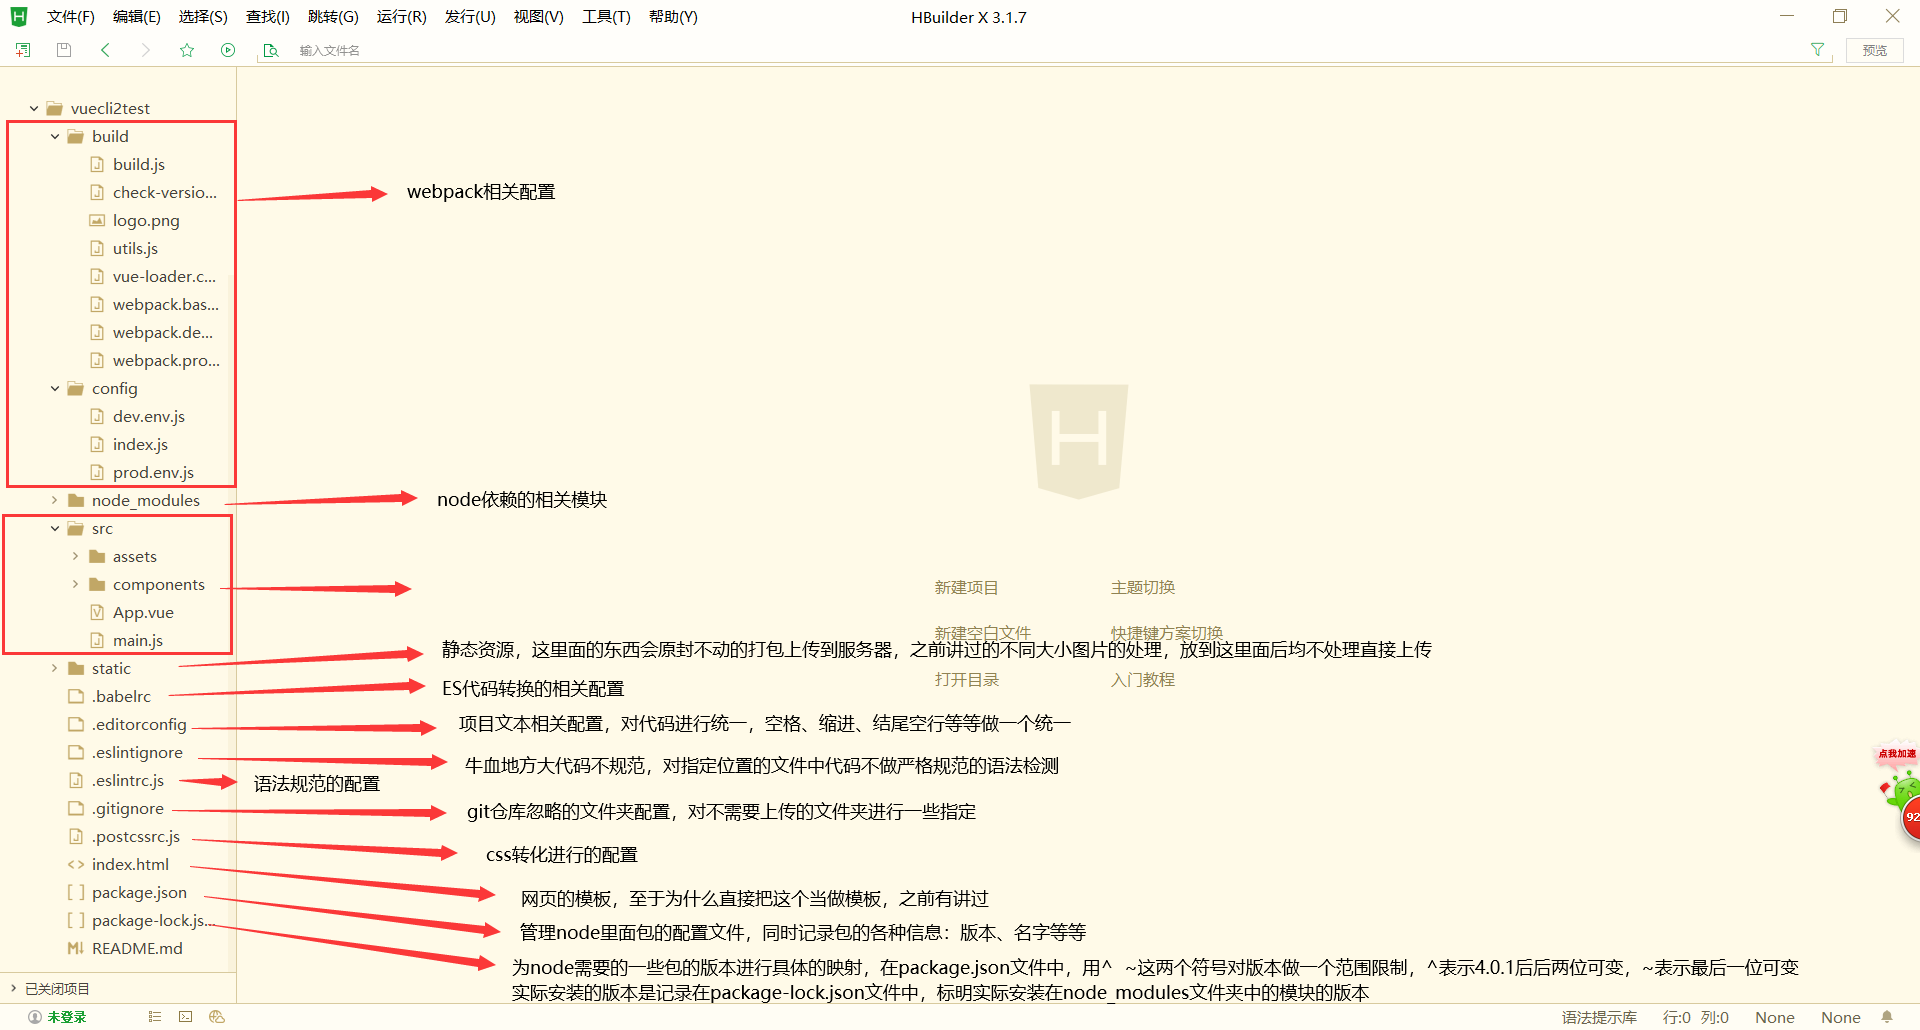 文件(F) 编辑(E) 选择(S) 查找(I) 跳转(G) 运行(R) 发行(U) 视图(V) 工具(T) 帮助(Y) HBuilder X 3.1.7
输入文件名 预览
vuecli2test
build
build.js
check-versio...
webpack相关配置
logo.png
utils.js
vue-loader.c...
webpack.bas...
webpack.de...
webpack.pro...
config
dev.env.js
index.js
prod.env.js
node_modules
node依赖的相关模块
src
assets
components
新建项目 主题切换
App.vue
新建空白文件 快捷键方案切换
main.js
静态资源，这里面的东西会原封不动的打包上传到服务器，之前讲过的不同大小图片的处理，放到这里面后均不处理直接上传
static
打开目录 入门教程
.babelrc
ES代码转换的相关配置
.editorconfig
项目文本相关配置，对代码进行统一，空格、缩进、结尾空行等等做一个统一
.eslintignore
牛血地方大代码不规范，对指定位置的文件中代码不做严格规范的语法检测
.eslintrc.js
语法规范的配置
.gitignore
git仓库忽略的文件夹配置，对不需要上传的文件夹进行一些指定
.postcssrc.js
css转化进行的配置
index.html
网页的模板，至于为什么直接把这个当做模板，之前有讲过
package.json
package-lock.js...
管理node里面包的配置文件，同时记录包的各种信息：版本、名字等等
README.md
为node需要的一些包的版本进行具体的映射，在package.json文件中，用^ ~这两个符号对版本做一个范围限制，^表示4.0.1后后两位可变，~表示最后一位可变
实际安装的版本是记录在package-lock.json文件中，标明实际安装在node_modules文件夹中的模块的版本
已关闭项目
未登录 语法提示库 行:0 列:0 None None
点我加速
92